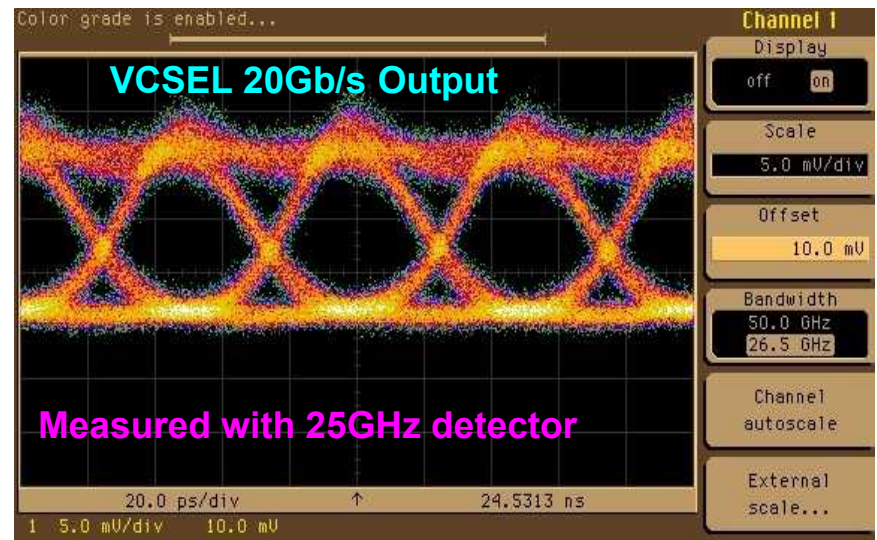 Color grade is enabled...
Channel 1
Display
off on
VCSEL 20Gb/s Output
Scale
5.0 mV/div
Offset
10.0 mV
Bandwidth
50.0 GHz
26.5 GHz
Channel
autoscale
Measured with 25GHz detector
External
scale...
20.0 ps/div ↑ 24.5313 ns
1 5.0 mV/div 10.0 mV